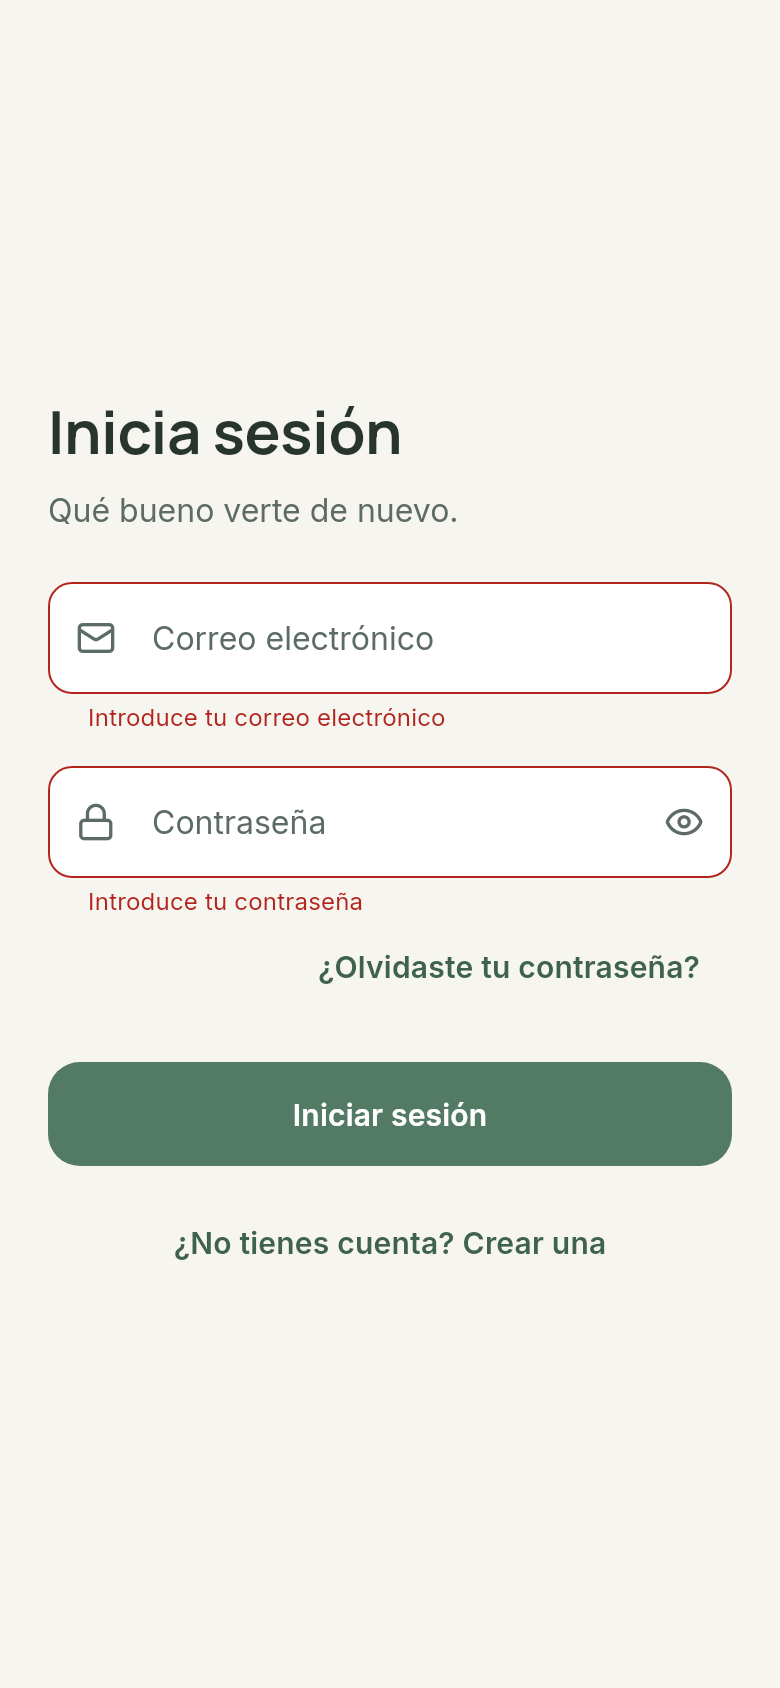 Inicia sesión
Qué bueno verte de nuevo.
Correo electrónico
Introduce tu correo electrónico
Contraseña
Introduce tu contraseña
¿Olvidaste tu contraseña?
Iniciar sesión
¿No tienes cuenta? Crear una